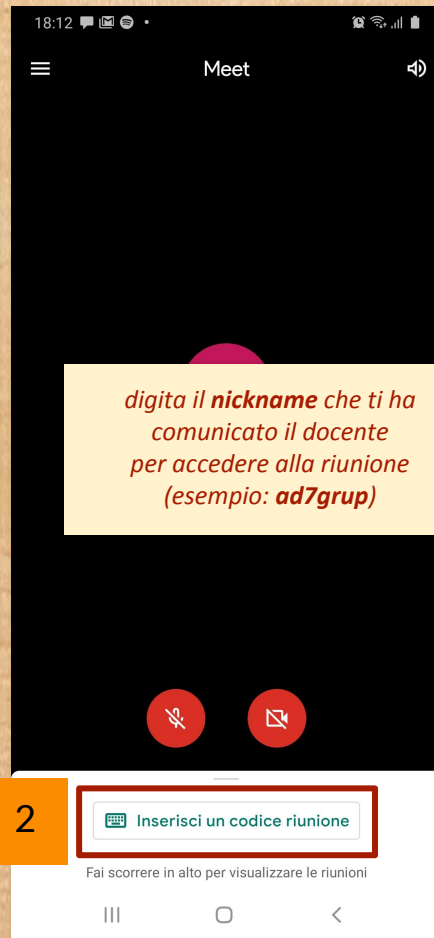 18:12
Meet
digita il nickname che ti ha
comunicato il docente
per accedere alla riunione
(esempio: ad7grup)
2
Inserisci un codice riunione
Fai scorrere in alto per visualizzare le riunioni